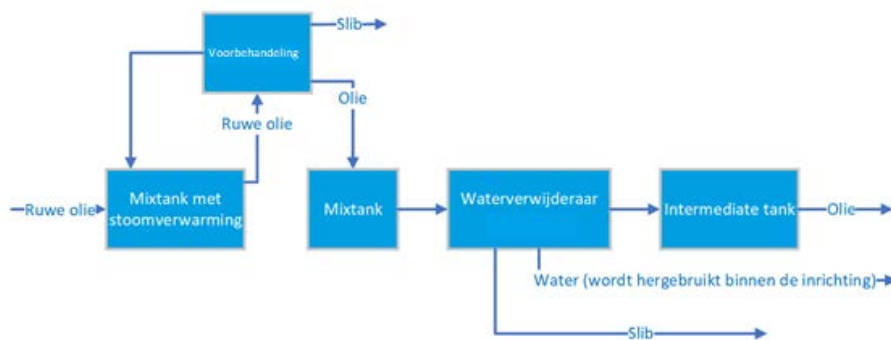 Slib
Voorbehandeling
Olie
Ruwe olie
Ruwe olie
Mixtank met
stoomverwarming
Mixtank
Waterverwijderaar
Intermediate tank
Olie
Water (wordt hergebruikt binnen de inrichting)
Slib